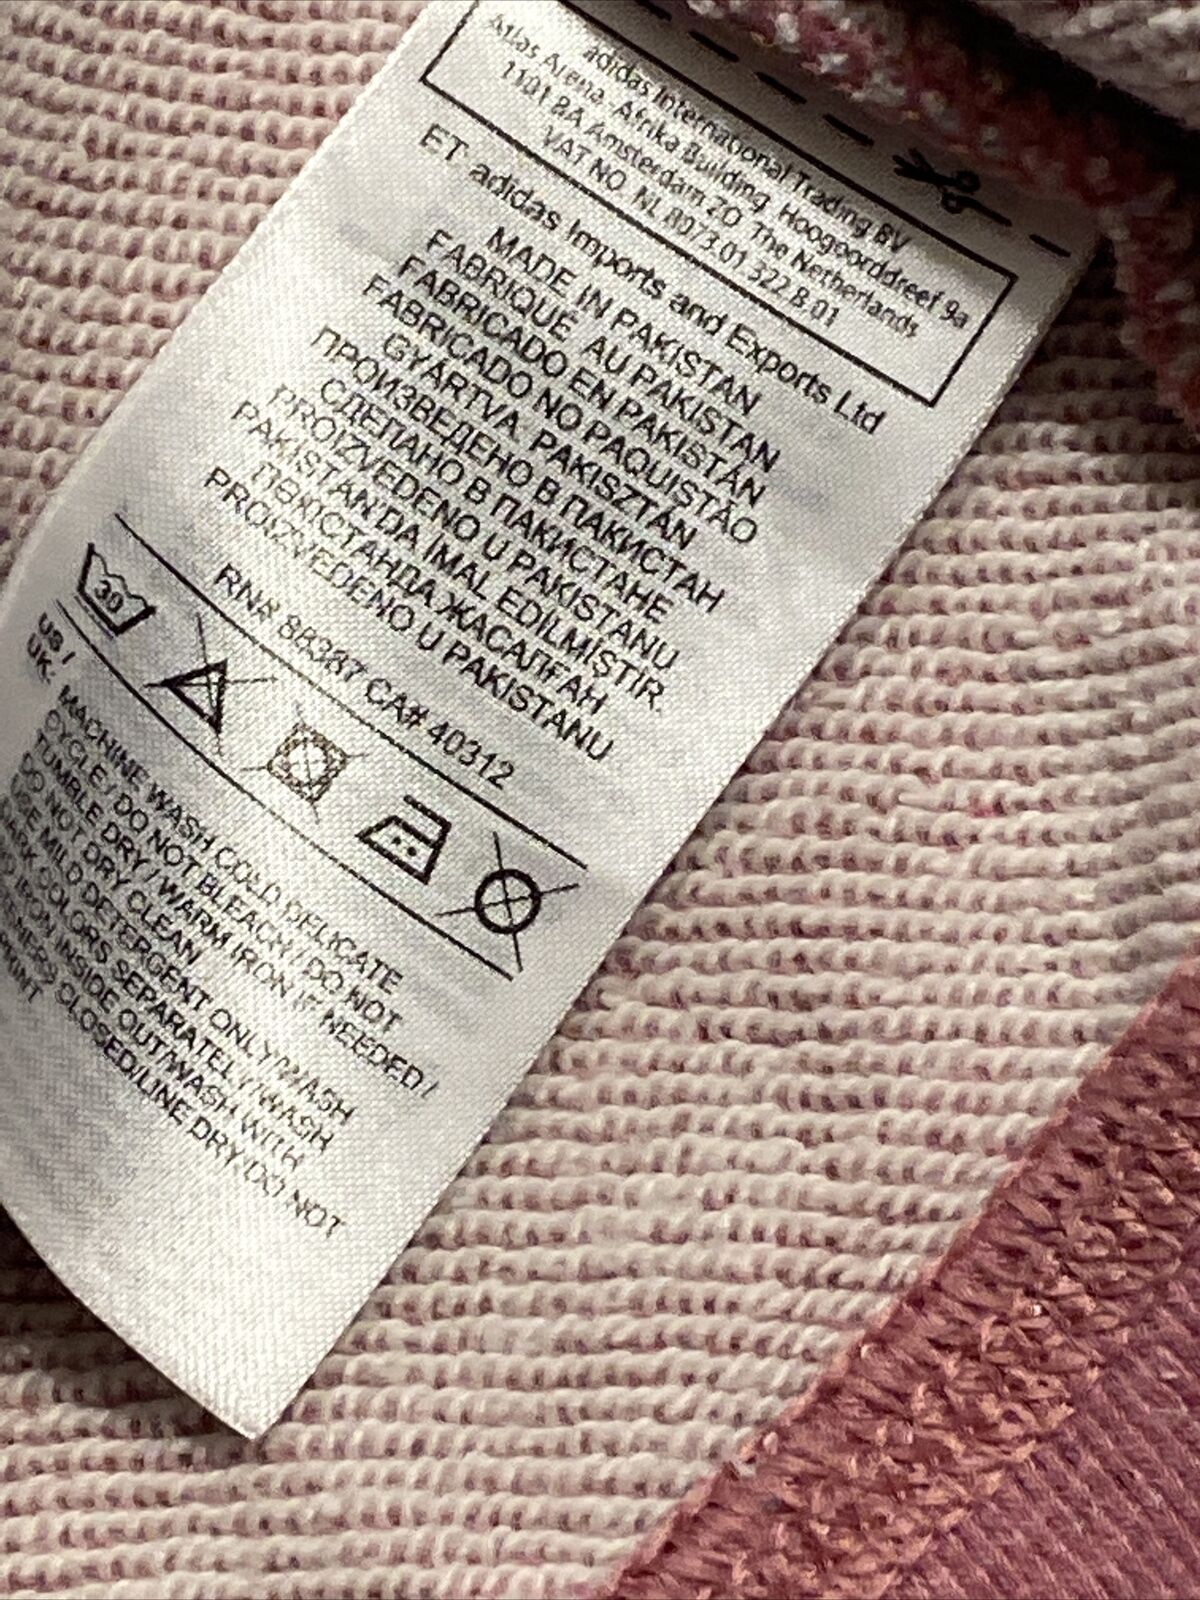 adidas International Trading BV
Atlas Arena - Afrika Building, Hoogoorddreef 9a
1101 BA Amsterdam ZO The Netherlands
VAT NO NL 8073.01.322.B.01
ET adidas Imports and Exports Ltd
MADE IN PAKISTAN
FABRIQUÉ AU PAKISTAN
FABRICADO EN PAKISTÁN
FABRICADO NO PAQUISTÃO
GYÁRTVA: PAKISZTÁN
ПРОИЗВЕДЕНО В ПАКИСТАН
СДЕЛАНО В ПАКИСТАНЕ
PROIZVEDENO U PAKISTANU
PAKISTAN'DA İMAL EDİLMİŞTİR.
ПӘКІСТАНДА ЖАСАЛҒАН
PROIZVEDENO U PAKISTANU
RN# 88387 CA# 40312
30
US /
UK: MACHINE WASH COLD DELICATE
CYCLE / DO NOT BLEACH / DO NOT
TUMBLE DRY / WARM IRON IF NEEDED /
DO NOT DRY CLEAN
USE MILD DETERGENT ONLY/WASH
DARK COLORS SEPARATELY/WASH
AND IRON INSIDE OUT/WASH WITH
CLOSED/LINE DRY/DO NOT
PRINT